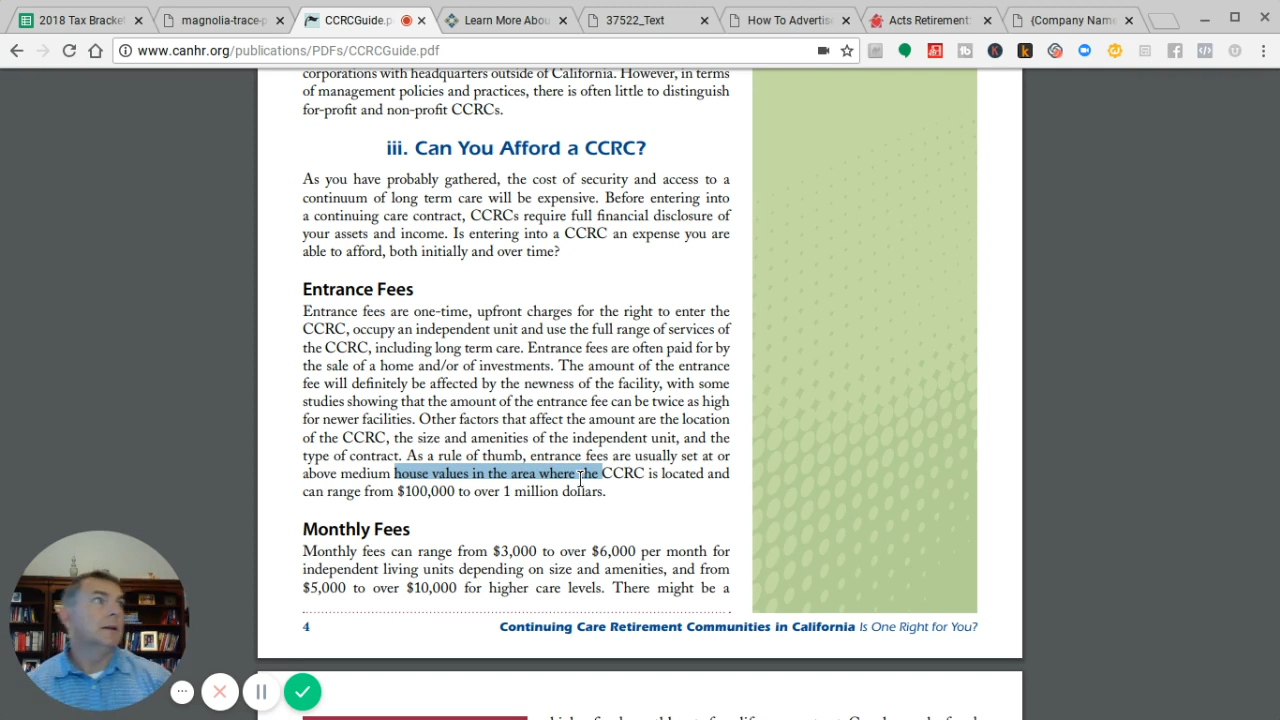 2018 Tax Bracket
magnolia-trace-p
CCRCGuide.p
Learn More Abou
37522_Text
How To Advertise
Acts Retirement
{Company Name
www.canhr.org/publications/PDFs/CCRCGuide.pdf
corporations with headquarters outside of California. However, in terms
of management policies and practices, there is often little to distinguish
for-profit and non-profit CCRCs.
iii. Can You Afford a CCRC?
As you have probably gathered, the cost of security and access to a
continuum of long term care will be expensive. Before entering into
a continuing care contract, CCRCs require full financial disclosure of
your assets and income. Is entering into a CCRC an expense you are
able to afford, both initially and over time?
Entrance Fees
Entrance fees are one-time, upfront charges for the right to enter the
CCRC, occupy an independent unit and use the full range of services of
the CCRC, including long term care. Entrance fees are often paid for by
the sale of a home and/or of investments. The amount of the entrance
fee will definitely be affected by the newness of the facility, with some
studies showing that the amount of the entrance fee can be twice as high
for newer facilities. Other factors that affect the amount are the location
of the CCRC, the size and amenities of the independent unit, and the
type of contract. As a rule of thumb, entrance fees are usually set at or
above medium house values in the area where the CCRC is located and
can range from $100,000 to over 1 million dollars.
Monthly Fees
Monthly fees can range from $3,000 to over $6,000 per month for
independent living units depending on size and amenities, and from
$5,000 to over $10,000 for higher care levels. There might be a
4
Continuing Care Retirement Communities in California Is One Right for You?